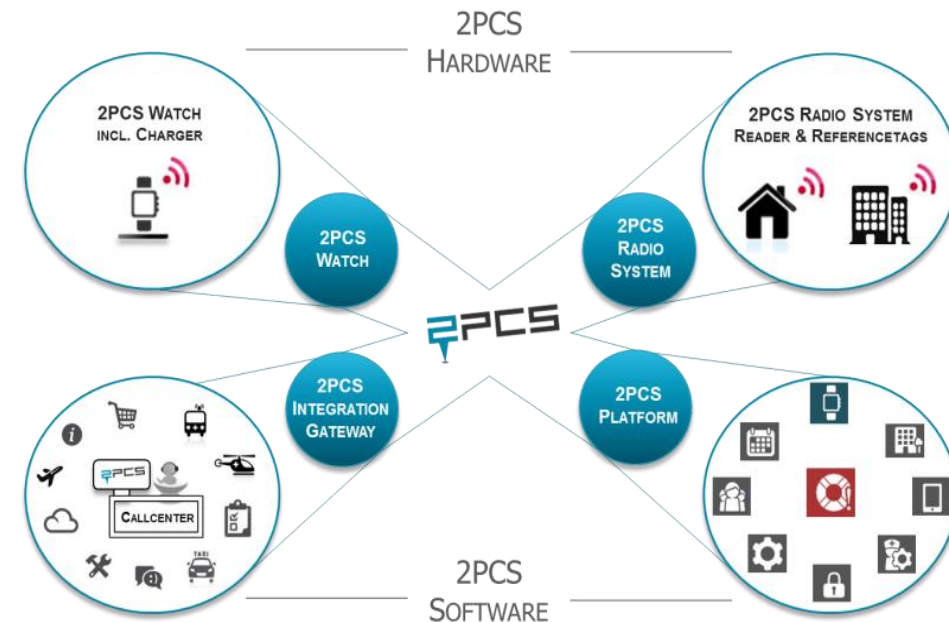 2PCS
HARDWARE
2PCS WATCH
INCL. CHARGER
2PCS RADIO SYSTEM
READER & REFERENCETAGS
2PCS
WATCH
2PCS
RADIO
SYSTEM
2PCS
2PCS
INTEGRATION
GATEWAY
2PCS
PLATFORM
2PCS
CALLCENTER
TAXI
2PCS
SOFTWARE